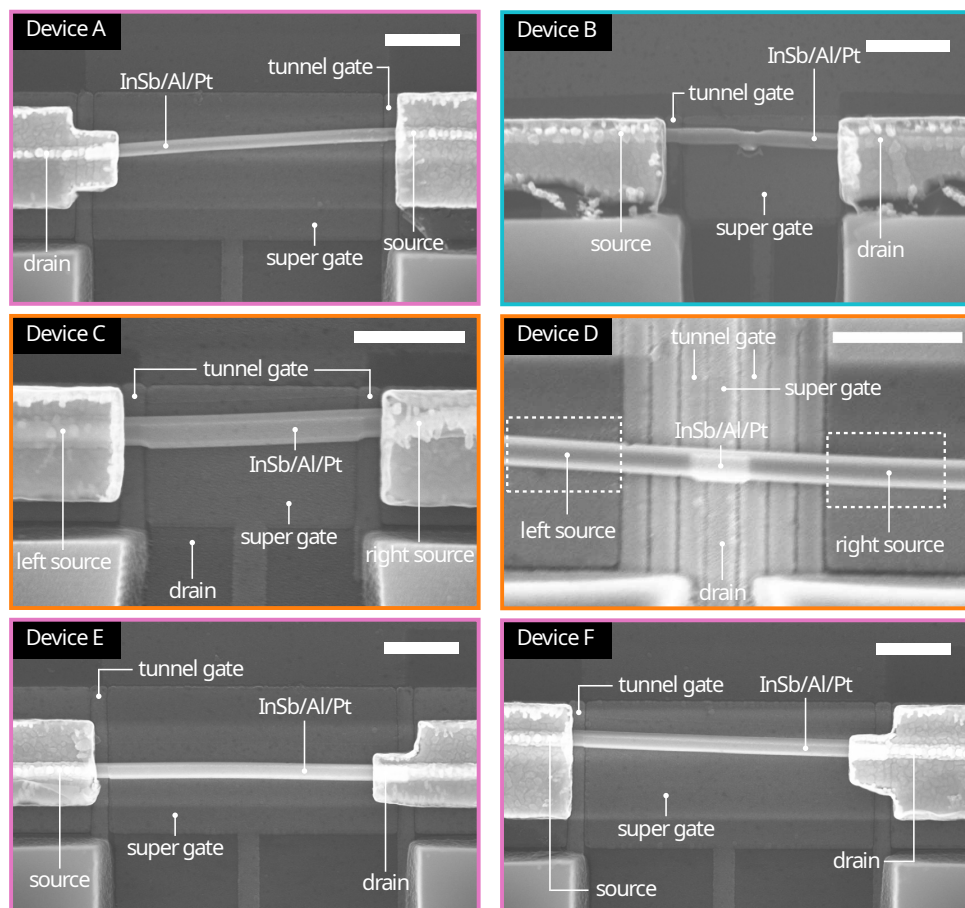 Device A
tunnel gate
InSb/Al/Pt
source
super gate
drain
Device B
InSb/Al/Pt
tunnel gate
source
super gate
drain
Device C
tunnel gate
InSb/Al/Pt
super gate
left source
right source
drain
Device D
tunnel gate
super gate
InSb/Al/Pt
left source
right source
drain
Device E
tunnel gate
InSb/Al/Pt
super gate
source
drain
Device F
tunnel gate
InSb/Al/Pt
super gate
drain
source